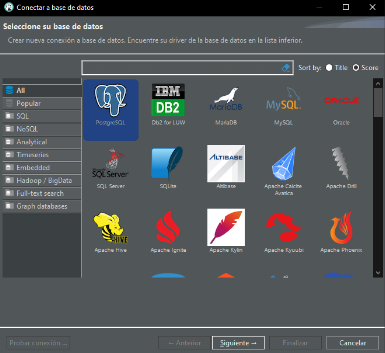 Conectar a base de datos
Seleccione su base de datos
Crear nueva conexión a base de datos. Encuentre su driver de la base de datos en la lista inferior.
Sort by: Title Score
All
Popular
SQL
NoSQL
Analytical
Timeseries
Embedded
Hadoop / BigData
Full-text search
Graph databases
IBM DB2 MariaDB MySQL ORACLE
PostgreSQL Db2 for LUW MariaDB MySQL Oracle
SQL Server ALTIBASE
SQL Server SQLite Altibase Apache Calcite Avatica Apache Drill
HIVE
Apache Hive Apache Ignite Apache Kylin Apache Kyuubi Apache Phoenix
Probar conexión ... ← Anterior Siguiente → Finalizar Cancelar